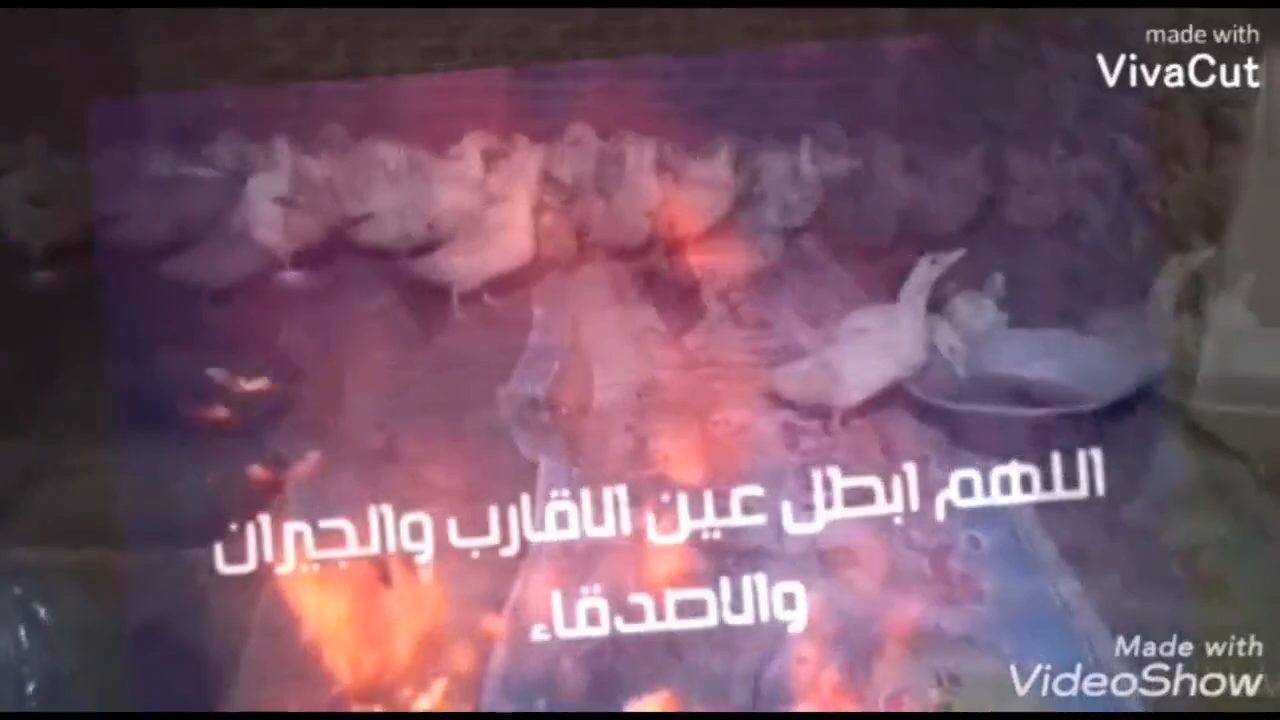 made with
VivaCut
اللهم ابطل عين الاقارب والجيران
والاصدقاء
Made with
VideoShow